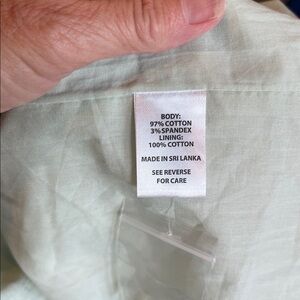 BODY:
97% COTTON
3% SPANDEX
LINING:
100% COTTON
MADE IN SRI LANKA
SEE REVERSE
FOR CARE